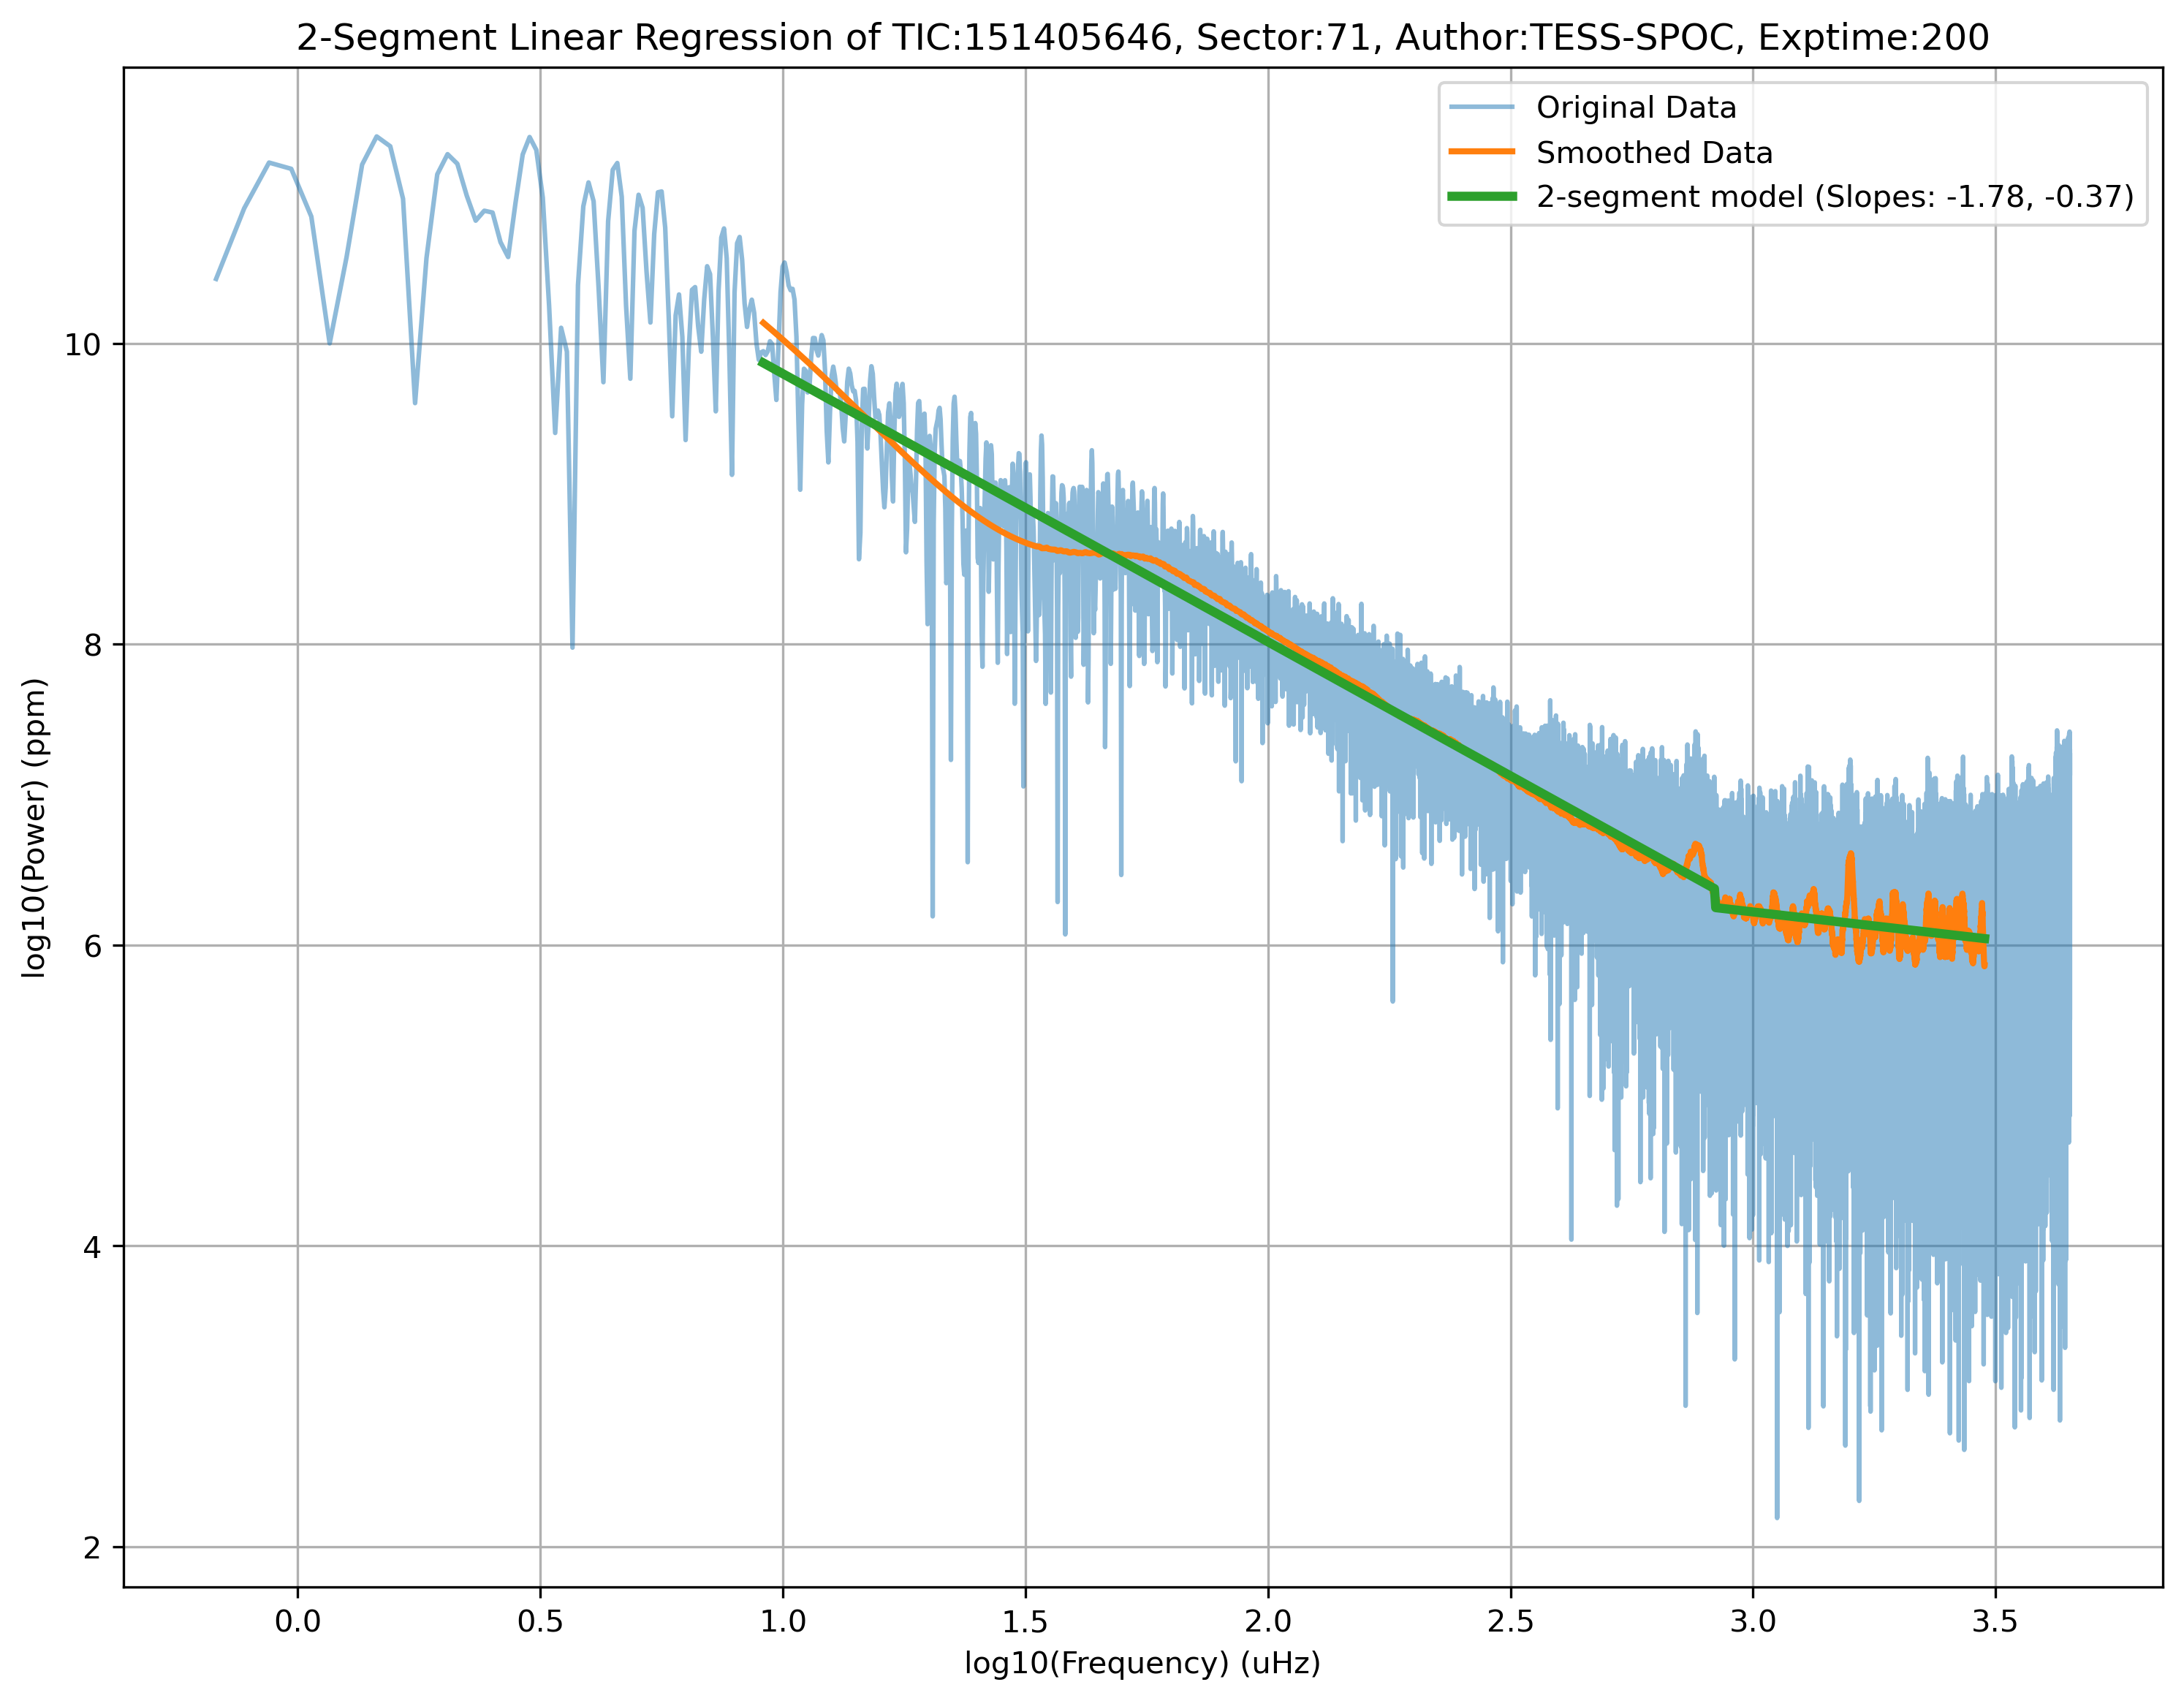 2-Segment Linear Regression of TIC:151405646, Sector:71, Author:TESS-SPOC, Exptime:200
Original Data
Smoothed Data
2-segment model (Slopes: -1.78, -0.37)
log10(Power) (ppm)
10
8
6
4
2
0.0 0.5 1.0 1.5 2.0 2.5 3.0 3.5
log10(Frequency) (uHz)